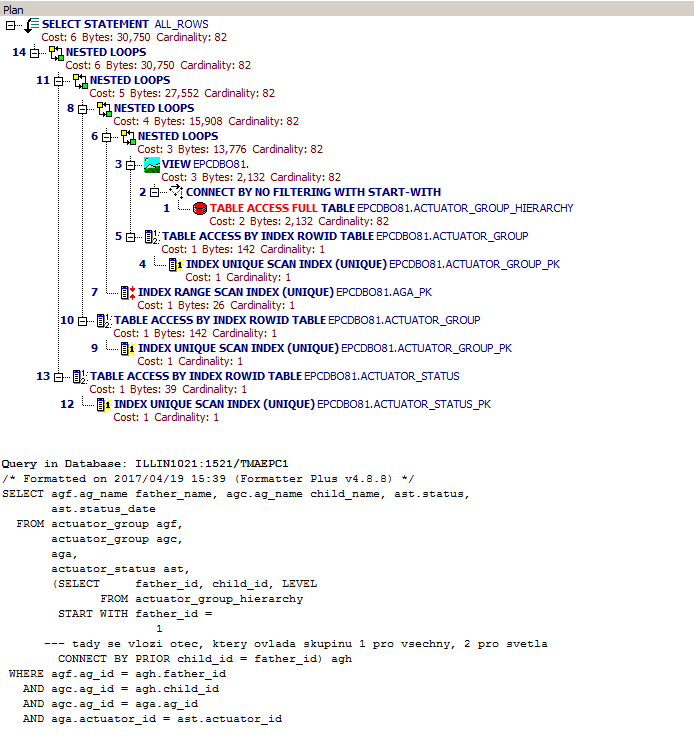 Plan
SELECT STATEMENT ALL_ROWS
Cost: 6 Bytes: 30,750 Cardinality: 82
14 NESTED LOOPS
Cost: 6 Bytes: 30,750 Cardinality: 82
11 NESTED LOOPS
Cost: 5 Bytes: 27,552 Cardinality: 82
8 NESTED LOOPS
Cost: 4 Bytes: 15,908 Cardinality: 82
6 NESTED LOOPS
Cost: 3 Bytes: 13,776 Cardinality: 82
3 VIEW EPCDBO81.
Cost: 3 Bytes: 2,132 Cardinality: 82
2 CONNECT BY NO FILTERING WITH START-WITH
1 TABLE ACCESS FULL TABLE EPCDBO81.ACTUATOR_GROUP_HIERARCHY
Cost: 2 Bytes: 2,132 Cardinality: 82
5 TABLE ACCESS BY INDEX ROWID TABLE EPCDBO81.ACTUATOR_GROUP
Cost: 1 Bytes: 142 Cardinality: 1
4 INDEX UNIQUE SCAN INDEX (UNIQUE) EPCDBO81.ACTUATOR_GROUP_PK
Cost: 1 Cardinality: 1
7 INDEX RANGE SCAN INDEX (UNIQUE) EPCDBO81.AGA_PK
Cost: 1 Bytes: 26 Cardinality: 1
10 TABLE ACCESS BY INDEX ROWID TABLE EPCDBO81.ACTUATOR_GROUP
Cost: 1 Bytes: 142 Cardinality: 1
9 INDEX UNIQUE SCAN INDEX (UNIQUE) EPCDBO81.ACTUATOR_GROUP_PK
Cost: 1 Cardinality: 1
13 TABLE ACCESS BY INDEX ROWID TABLE EPCDBO81.ACTUATOR_STATUS
Cost: 1 Bytes: 39 Cardinality: 1
12 INDEX UNIQUE SCAN INDEX (UNIQUE) EPCDBO81.ACTUATOR_STATUS_PK
Cost: 1 Cardinality: 1
Query in Database: ILLIN1021:1521/TMAEPC1
/* Formatted on 2017/04/19 15:39 (Formatter Plus v4.8.8) */
SELECT agf.ag_name father_name, agc.ag_name child_name, ast.status,
ast.status_date
FROM actuator_group agf,
actuator_group agc,
aga,
actuator_status ast,
(SELECT father_id, child_id, LEVEL
FROM actuator_group_hierarchy
START WITH father_id =
1
--- tady se vlozi otec, ktery ovlada skupinu 1 pro vsechny, 2 pro svetla
CONNECT BY PRIOR child_id = father_id) agh
WHERE agf.ag_id = agh.father_id
AND agc.ag_id = agh.child_id
AND agc.ag_id = aga.ag_id
AND aga.actuator_id = ast.actuator_id